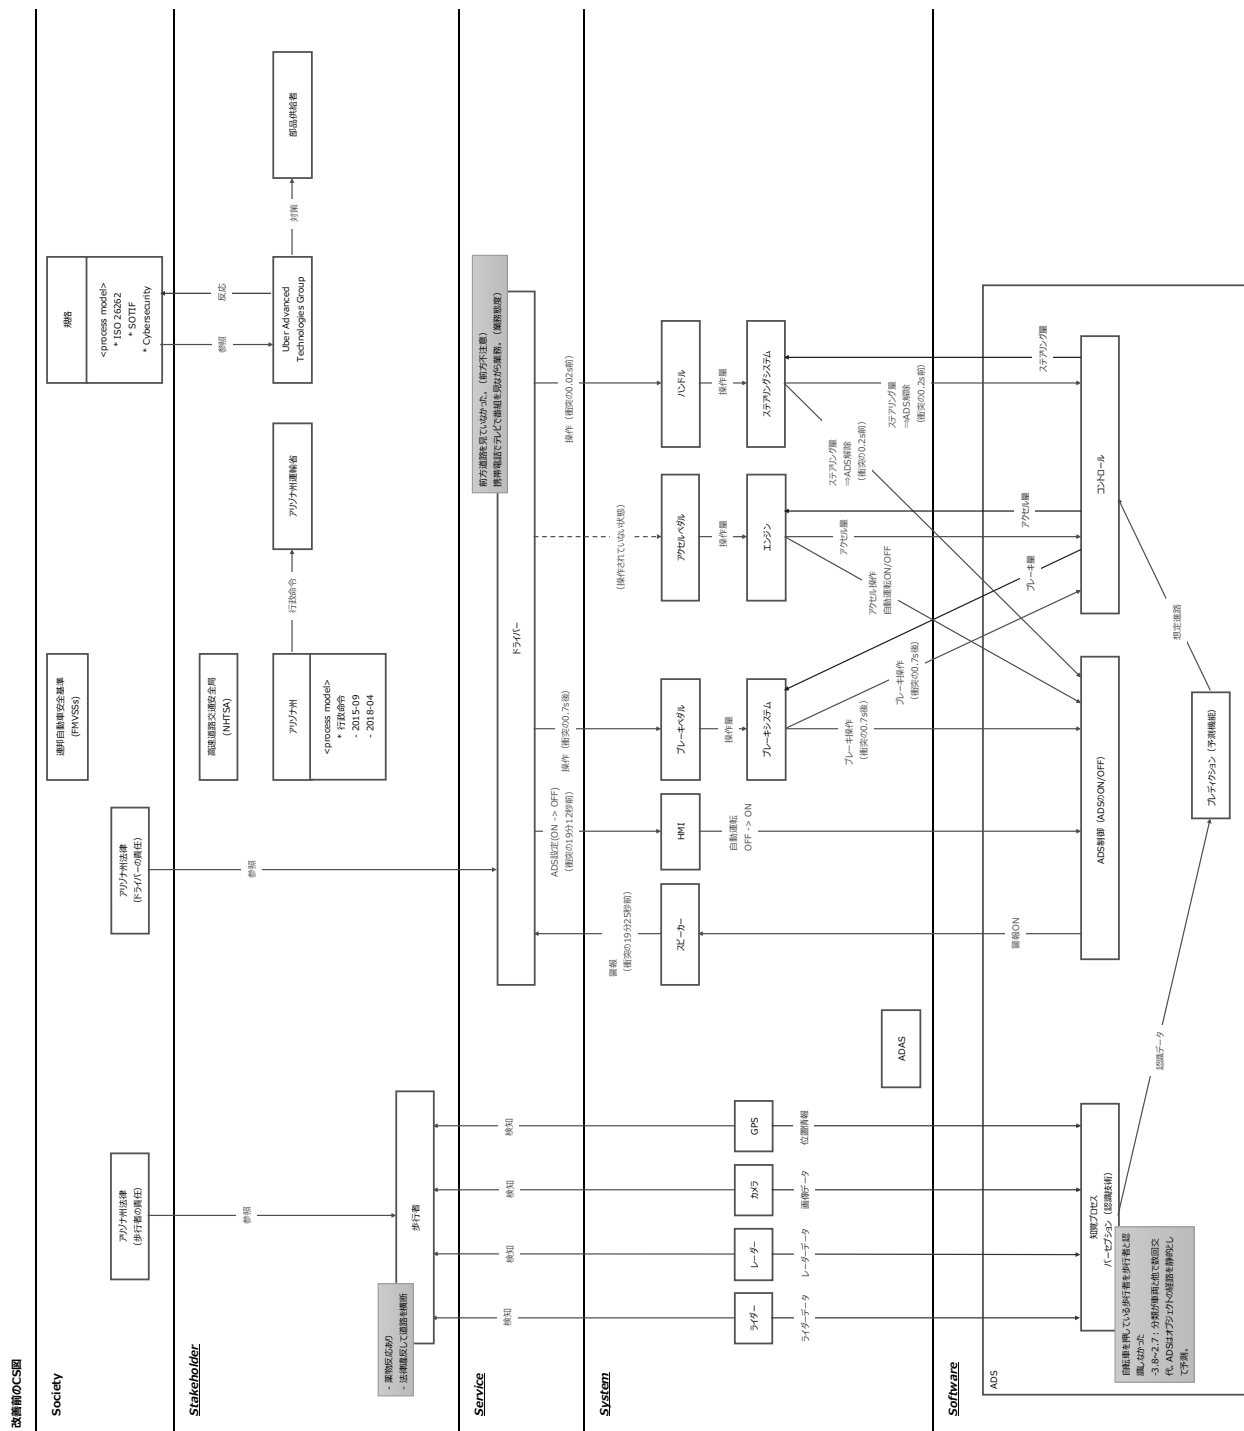 改善前のCS図
Society
アリゾナ州法律
(歩行者の責任)
アリゾナ州法律
(ドライバーの責任)
連邦自動車安全基準
(FMVSSs)
規格
<process model>
* ISO 26262
* SOTIF
* Cybersecurity
参照
参照
参照
反応
Stakeholder
歩行者
- 薬物反応あり
- 法律違反して道路を横断
高速道路交通安全局
(NHTSA)
アリゾナ州
<process model>
* 行政命令
- 2015-09
- 2018-04
行政命令
アリゾナ州運輸省
Uber Advanced
Technologies Group
対策
部品供給者
Service
検知
検知
検知
検知
ドライバー
前方道路を見ていなかった。(前方不注意)
携帯電話でテレビで番組を見ながら業務。(業務態度)
警報
(衝突の19分25秒前)
ADS設定(ON -> OFF)
(衝突の19分12秒前)
操作 (衝突の0.7s後)
(操作されていない状態)
操作 (衝突の0.02s前)
System
ライダー
レーダー
カメラ
GPS
スピーカー
HMI
ブレーキペダル
アクセルペダル
ハンドル
操作量
操作量
操作量
ブレーキシステム
エンジン
ステアリングシステム
ライダーデータ
レーダーデータ
画像データ
位置情報
ADAS
自動運転
OFF -> ON
ブレーキ操作
(衝突の0.7s後)
ブレーキ操作
(衝突の0.7s後)
アクセル操作
自動運転ON/OFF
アクセル量
ステアリング量
⇒ADS解除
(衝突の0.2s前)
ステアリング量
⇒ADS解除
(衝突の0.2s前)
Software
ADS
警報ON
ブレーキ量
アクセル量
ステアリング量
知覚プロセス
パーセプション (認識技術)
自転車を押している歩行者を歩行者と認
識しなかった
-3.8~2.7 : 分類が車両と他で数回交
代、ADSはオブジェクトの経路を静的とし
て予測。
認識データ
ADS制御 (ADSのON/OFF)
コントロール
プレディクション (予測機能)
想定進路